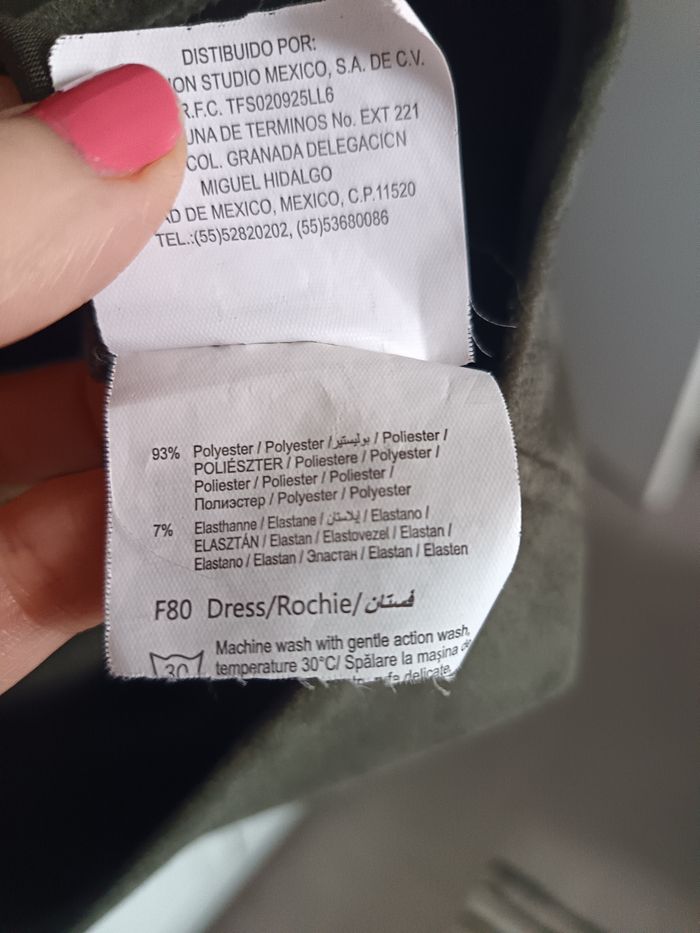 DISTIBUIDO POR:
ION STUDIO MEXICO, S.A. DE C.V.
R.F.C. TFS020925LL6
UNA DE TERMINOS No. EXT 221
COL. GRANADA DELEGACICN
MIGUEL HIDALGO
AD DE MEXICO, MEXICO, C.P.11520
TEL.:(55)52820202, (55)53680086
93% Polyester / Polyester / بوليستير / Poliester /
POLIÉSZTER / Poliestere / Polyester /
Poliester / Poliester / Poliester /
Полиэстер / Polyester / Polyester
7% Elasthanne / Elastane / إيلاستان / Elastano /
ELASZTÁN / Elastan / Elastovezel / Elastan /
Elastano / Elastan / Эластан / Elastan / Elasten
F80 Dress/Rochie/فستان
30 Machine wash with gentle action wash,
temperature 30°C/ Spălare la mașina de
rufe delicate,